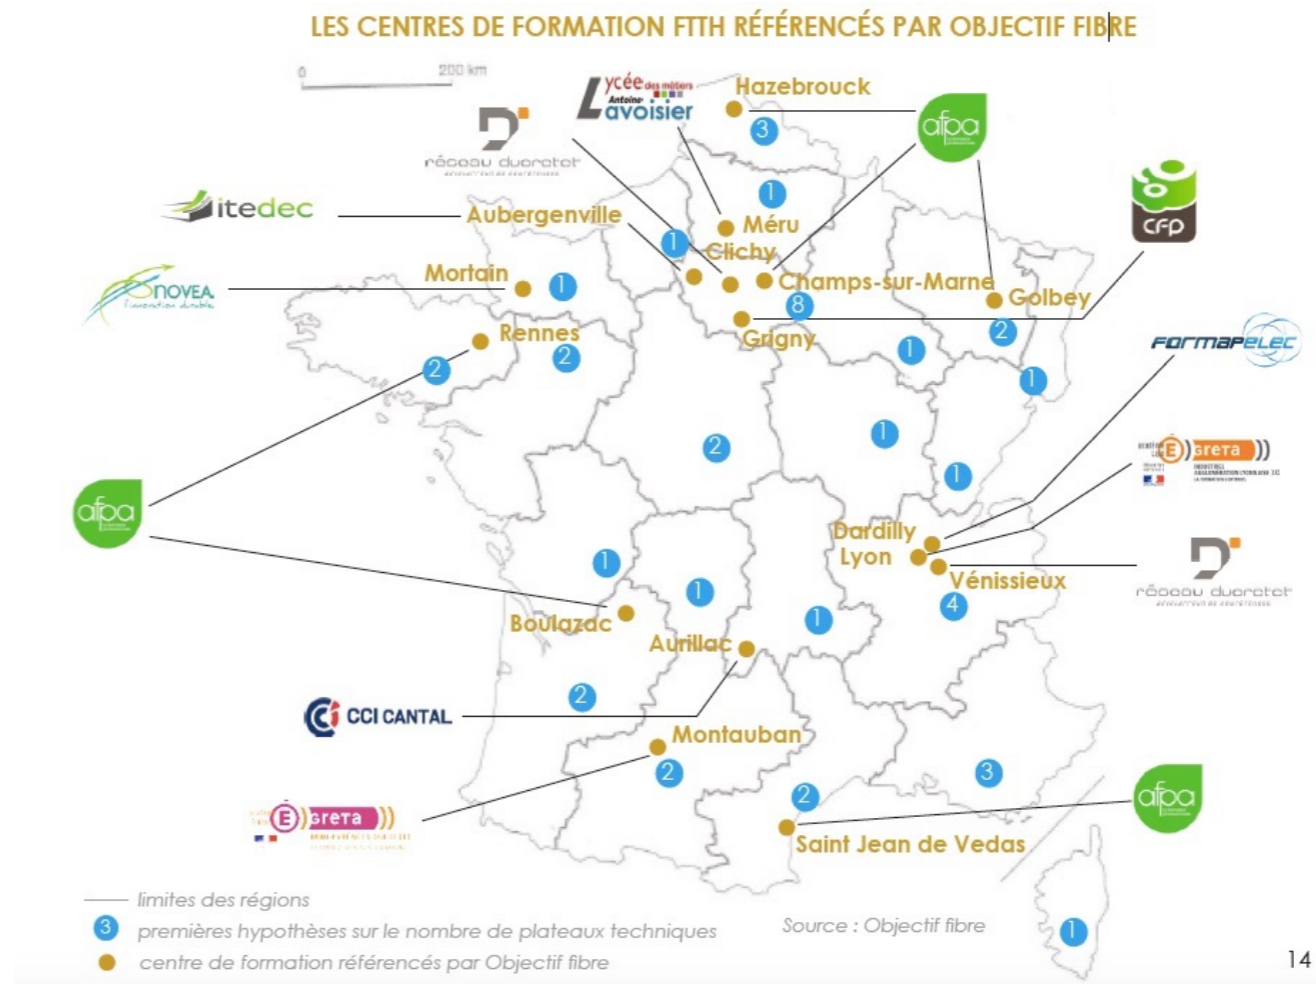 LES CENTRES DE FORMATION FTTH RÉFÉRENCÉS PAR OBJECTIF FIBRE
0
200 km
Lycée des métiers
Antoine
Lavoisier
Hazebrouck
afpa
3
réseau ducretet
CFP
itedec
1
Aubergenville
Méru
1
Clichy
NOVEA
l'innovation durable
Mortain
1
Champs-sur-Marne
Golbey
8
Rennes
Grigny
2
FORMAPELEC
2
2
1
1
2
1
GRETA
1
afpa
Dardilly
Lyon
réseau ducretet
1
Vénissieux
1
4
Boulazac
1
Aurillac
2
CCI CANTAL
Montauban
2
3
2
afpa
GRETA
Saint Jean de Vedas
limites des régions
3
premières hypothèses sur le nombre de plateaux techniques
Source : Objectif fibre
1
centre de formation référencés par Objectif fibre
14